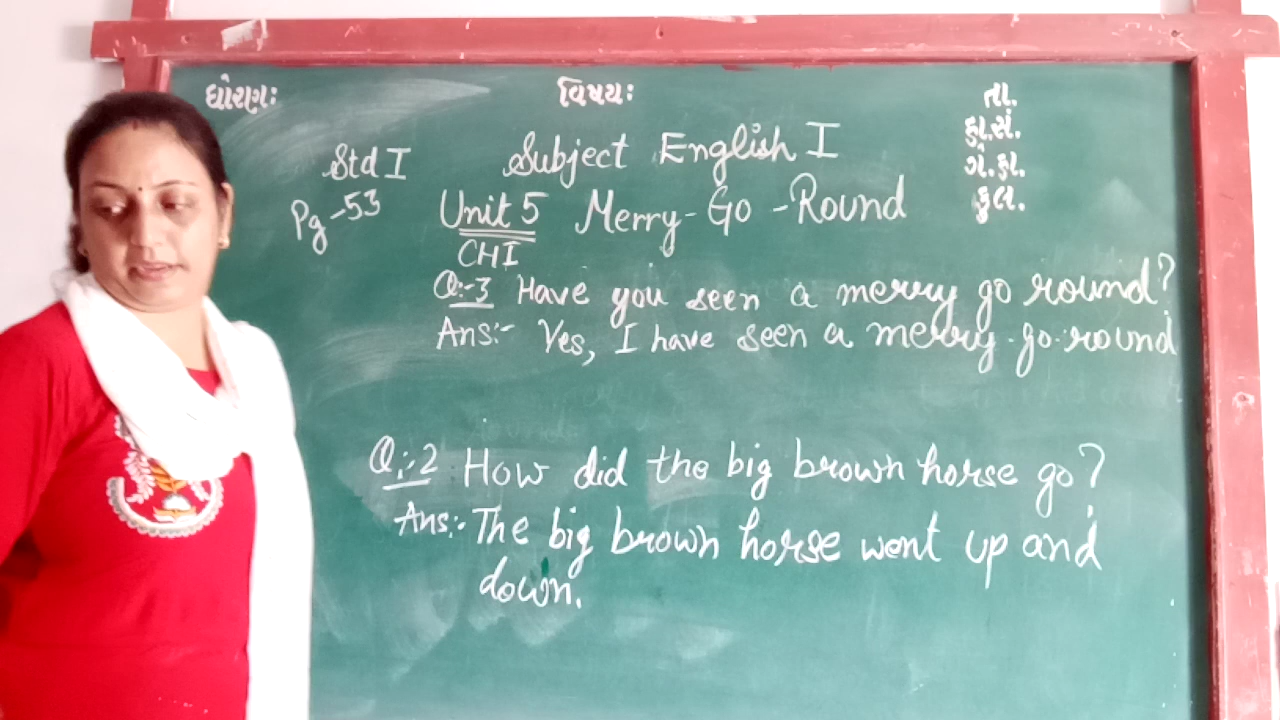 ધોરણ:
વિષય:
તા.
હા.સં.
ગે.હા.
કુલ.
Std I
Subject English I
Pg-53
Unit 5 Merry-Go-Round
CH I
Q:-3 Have you seen a merry go round?
Ans:- Yes, I have seen a merry-go-round
Q:-2 How did the big brown horse go?
Ans:- The big brown horse went up and
down.